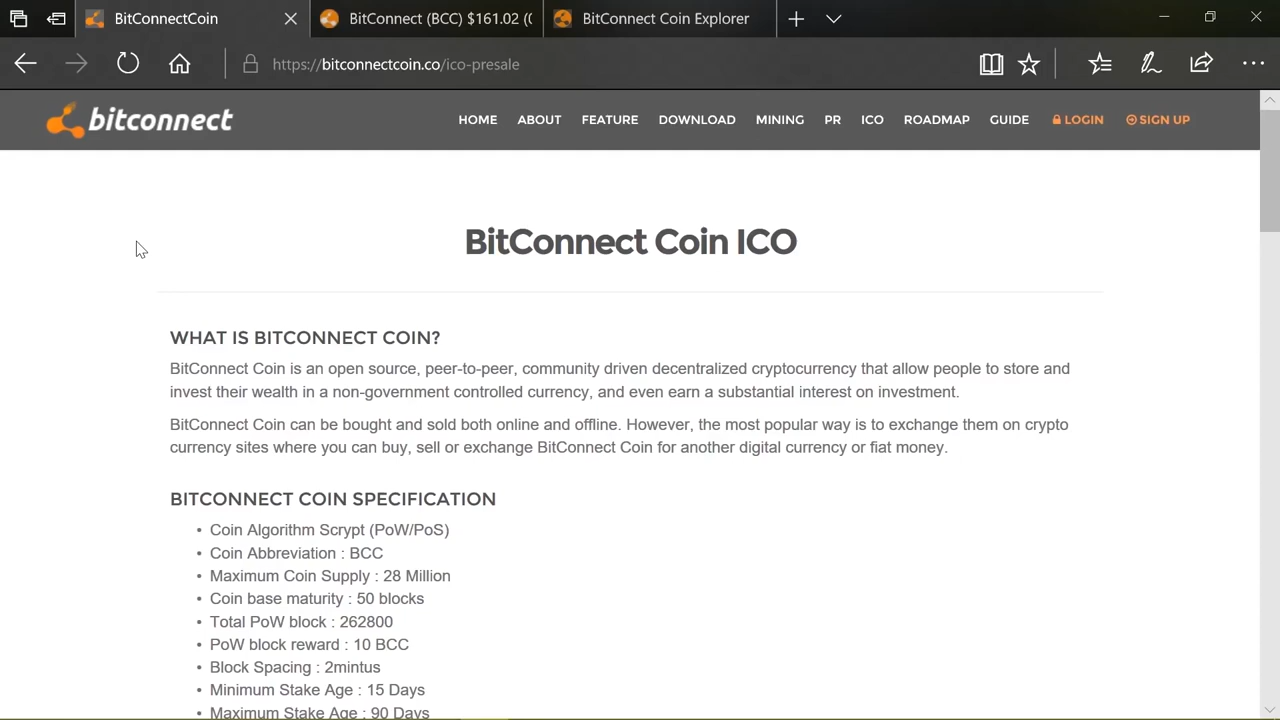 BitConnectCoin
BitConnect (BCC) $161.02 (
BitConnect Coin Explorer
https://bitconnectcoin.co/ico-presale
bitconnect
HOME ABOUT FEATURE DOWNLOAD MINING PR ICO ROADMAP GUIDE LOGIN SIGN UP
BitConnect Coin ICO
WHAT IS BITCONNECT COIN?
BitConnect Coin is an open source, peer-to-peer, community driven decentralized cryptocurrency that allow people to store and
invest their wealth in a non-government controlled currency, and even earn a substantial interest on investment.
BitConnect Coin can be bought and sold both online and offline. However, the most popular way is to exchange them on crypto
currency sites where you can buy, sell or exchange BitConnect Coin for another digital currency or fiat money.
BITCONNECT COIN SPECIFICATION
• Coin Algorithm Scrypt (PoW/PoS)
• Coin Abbreviation : BCC
• Maximum Coin Supply : 28 Million
• Coin base maturity : 50 blocks
• Total PoW block : 262800
• PoW block reward : 10 BCC
• Block Spacing : 2mintus
• Minimum Stake Age : 15 Days
• Maximum Stake Age : 90 Days